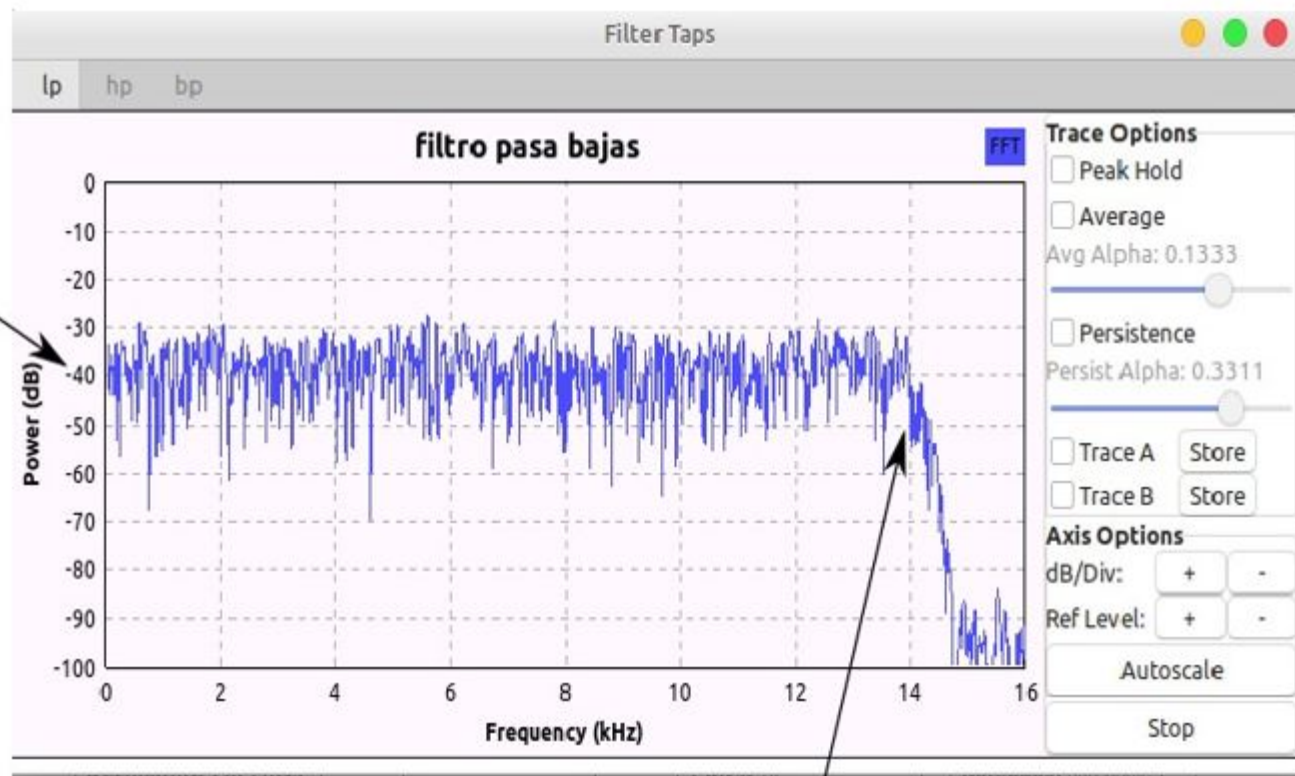 Filter Taps
lp hp bp
filtro pasa bajas
FFT
0
-10
-20
-30
-40
-50
-60
-70
-80
-90
-100
Power (dB)
0 2 4 6 8 10 12 14 16
Frequency (kHz)
Trace Options
Peak Hold
Average
Avg Alpha: 0.1333
Persistence
Persist Alpha: 0.3311
Trace A Store
Trace B Store
Axis Options
dB/Div: + -
Ref Level: + -
Autoscale
Stop